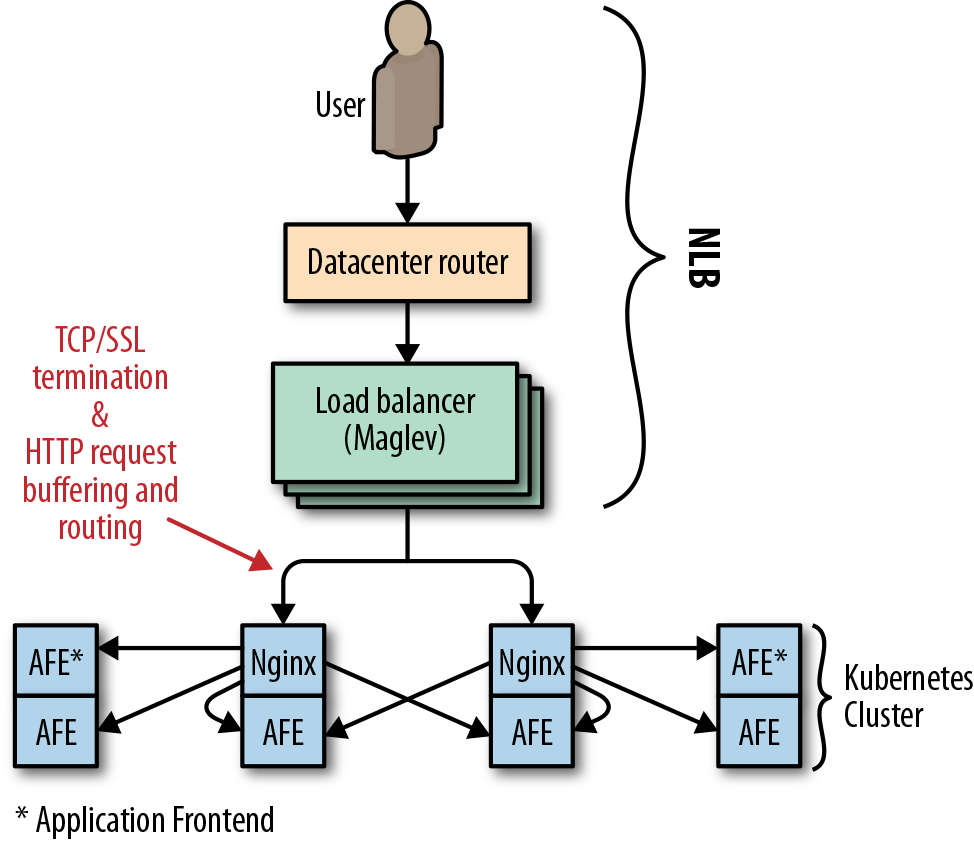 User
NLB
Datacenter router
TCP/SSL
termination
&
HTTP request
buffering and
routing
Load balancer
(Maglev)
AFE*
Nginx
Nginx
AFE*
AFE
AFE
AFE
AFE
Kubernetes
Cluster
* Application Frontend